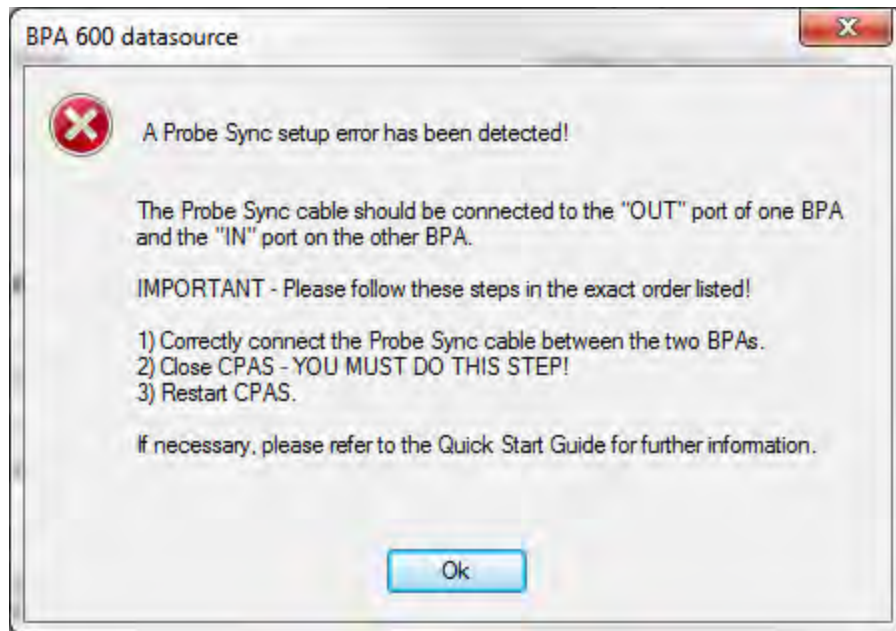 BPA 600 datasource
A Probe Sync setup error has been detected!
The Probe Sync cable should be connected to the "OUT" port of one BPA
and the "IN" port on the other BPA.
IMPORTANT - Please follow these steps in the exact order listed!
1) Correctly connect the Probe Sync cable between the two BPAs.
2) Close CPAS - YOU MUST DO THIS STEP!
3) Restart CPAS.
If necessary, please refer to the Quick Start Guide for further information.
Ok